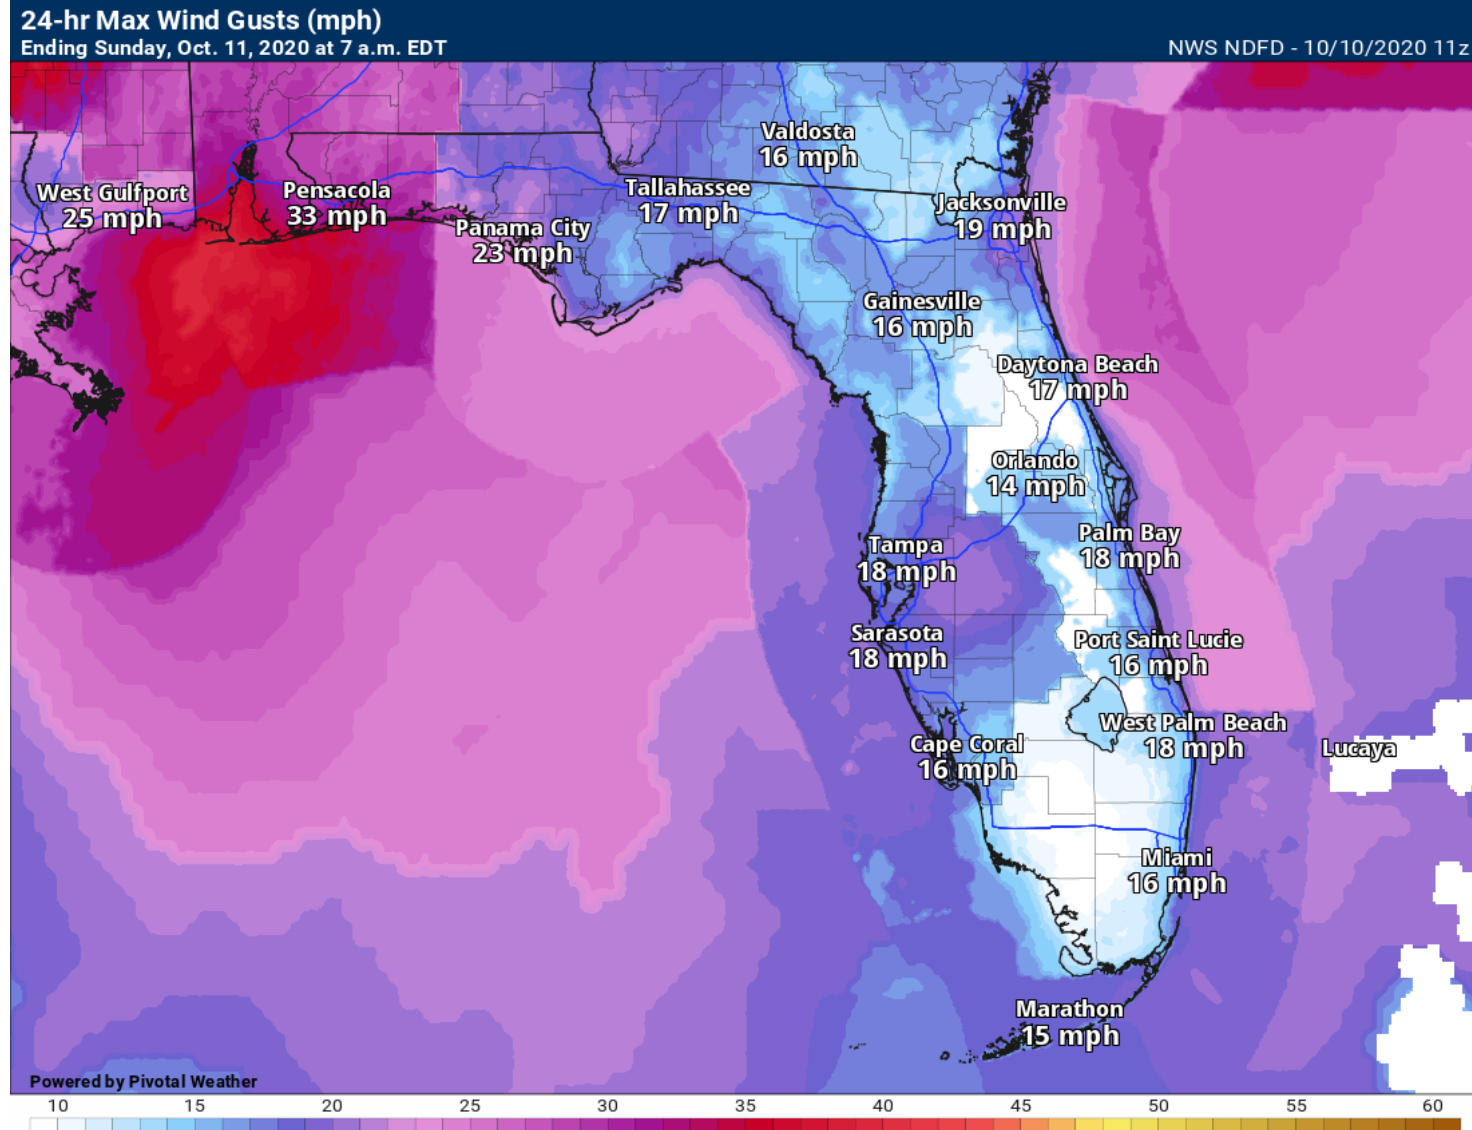 24-hr Max Wind Gusts (mph)
Ending Sunday, Oct. 11, 2020 at 7 a.m. EDT
NWS NDFD - 10/10/2020 11z
Valdosta
16 mph
West Gulfport
25 mph
Pensacola
33 mph
Tallahassee
17 mph
Jacksonville
19 mph
Panama City
23 mph
Gainesville
16 mph
Daytona Beach
17 mph
Orlando
14 mph
Tampa
18 mph
Palm Bay
18 mph
Sarasota
18 mph
Port Saint Lucie
16 mph
West Palm Beach
18 mph
Lucaya
Cape Coral
16 mph
Miami
16 mph
Marathon
15 mph
Powered by Pivotal Weather
10 15 20 25 30 35 40 45 50 55 60